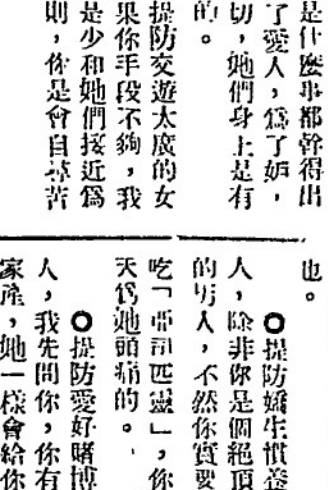 是什麼事都幹得出
了愛人，爲了妒，
切，她們身上是有
的。
提防交遊太廣的女
果你手段不夠，我
是少和她們接近爲
則，你是會自尋苦
也。
○提防嬌生慣養
人，除非你是個絕頂
的男人，不然你實要
吃「亞司匹靈」，你
天爲她頭痛的。
○提防愛好賭博
人，我先問你，你有
家產，她一樣會給你